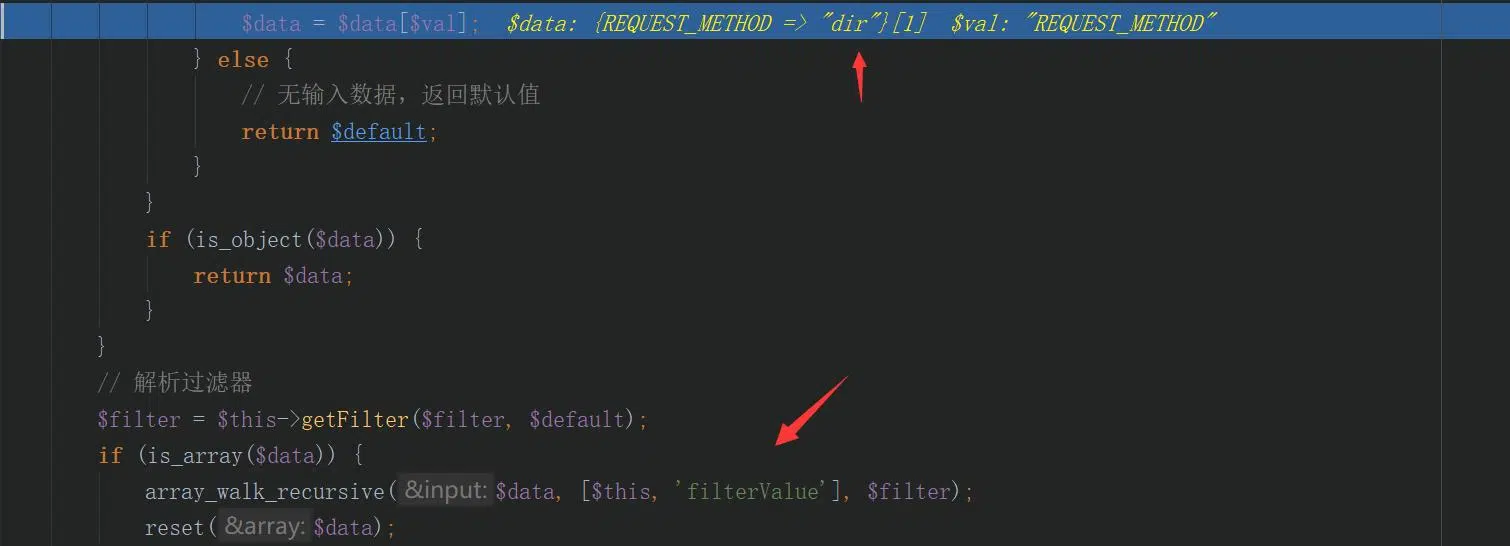 $data = $data[$val]; $data: {REQUEST_METHOD => "dir"}[1] $val: "REQUEST_METHOD"
} else {
// 无输入数据，返回默认值
return $default;
}
}
if (is_object($data)) {
return $data;
}
}
// 解析过滤器
$filter = $this->getFilter($filter, $default);
if (is_array($data)) {
array_walk_recursive( &input: $data, [$this, 'filterValue'], $filter);
reset( &array: $data);